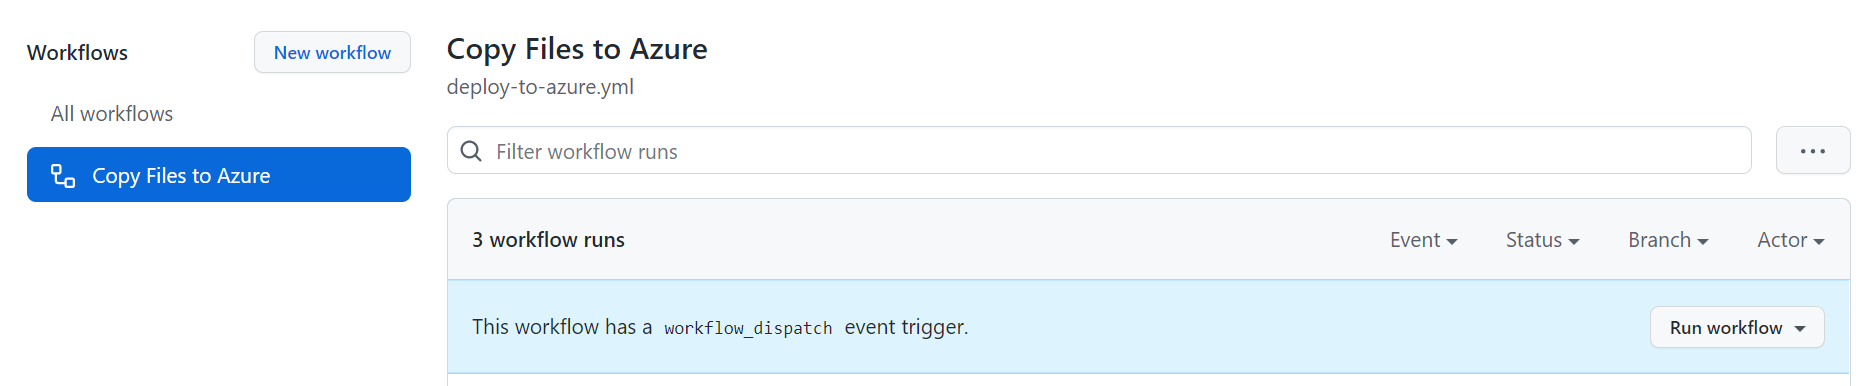 Workflows
New workflow
All workflows
Copy Files to Azure
Copy Files to Azure
deploy-to-azure.yml
Filter workflow runs
3 workflow runs
Event
Status
Branch
Actor
This workflow has a workflow_dispatch event trigger.
Run workflow